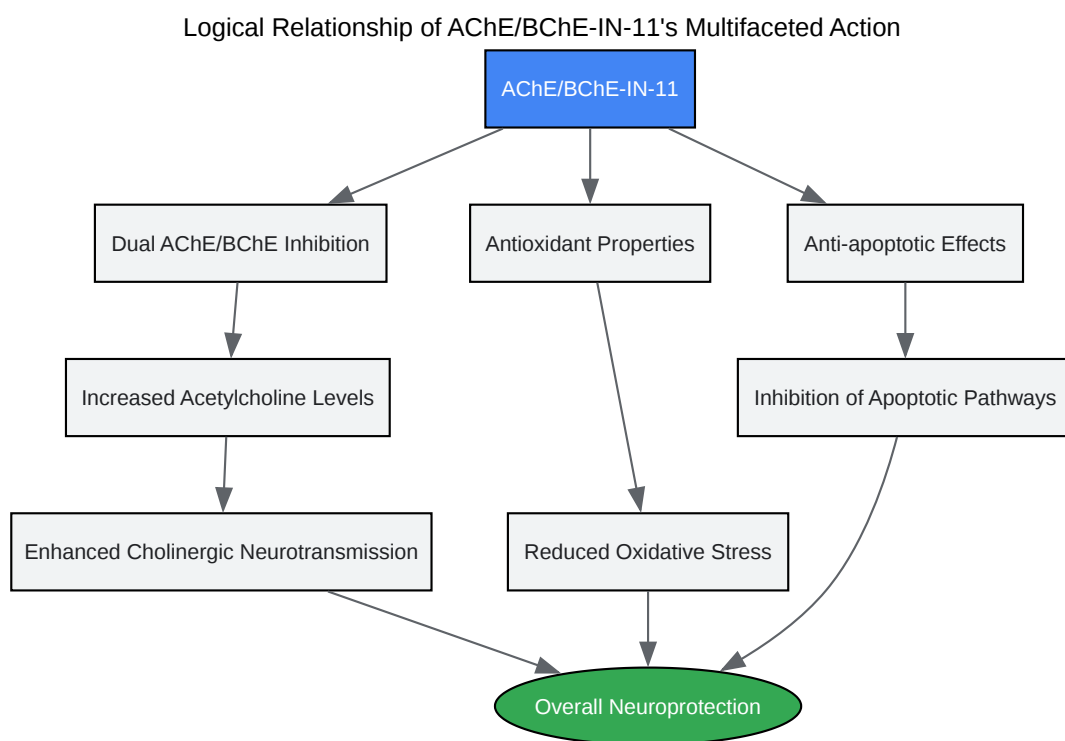 Logical Relationship of AChE/BChE-IN-11's Multifaceted Action
AChE/BChE-IN-11
Dual AChE/BChE Inhibition
Antioxidant Properties
Anti-apoptotic Effects
Increased Acetylcholine Levels
Inhibition of Apoptotic Pathways
Enhanced Cholinergic Neurotransmission
Reduced Oxidative Stress
Overall Neuroprotection